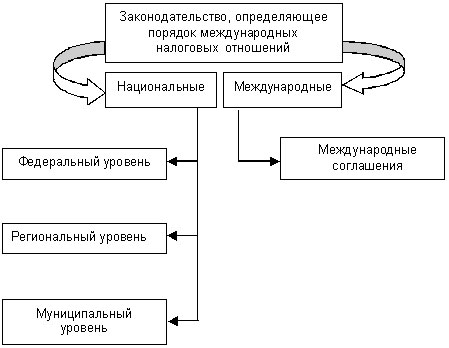 Законодательство, определяющее
порядок международных
налоговых отношений
Национальные
Международные
Федеральный уровень
Международные
соглашения
Региональный уровень
Муниципальный
уровень